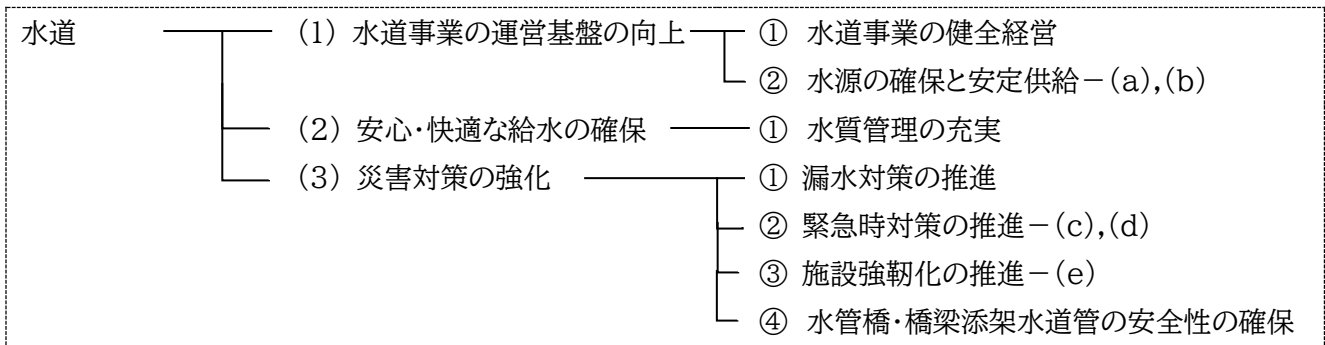 水道 (1) 水道事業の運営基盤の向上 ① 水道事業の健全経営
② 水源の確保と安定供給－(a),(b)
(2) 安心・快適な給水の確保 ① 水質管理の充実
(3) 災害対策の強化 ① 漏水対策の推進
② 緊急時対策の推進－(c),(d)
③ 施設強靭化の推進－(e)
④ 水管橋・橋梁添架水道管の安全性の確保